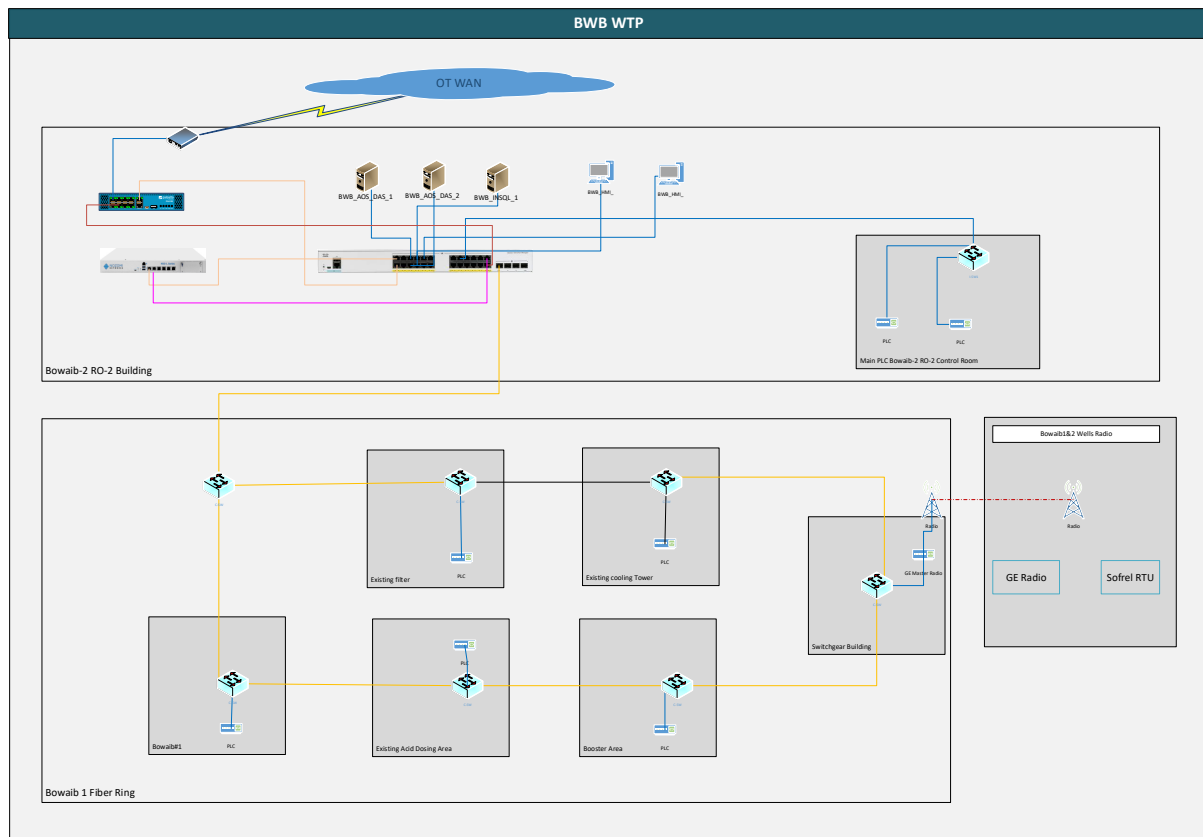 BWB WTP
OT WAN
BWB_AOS_DAS_1
BWB_AOS_DAS_2
BWB_INSQL_1
BWB_HMI_
BWB_HMI_
PLC
PLC
Main PLC Bowaib-2 RO-2 Control Room
Bowaib-2 RO-2 Building
Bowaib1&2 Wells Radio
Radio
Radio
GE Master Radio
PLC
PLC
GE Radio
Sofrel RTU
Existing filter
Existing cooling Tower
Switchgear Building
PLC
PLC
PLC
Bowaib#1
Existing Acid Dosing Area
Booster Area
Bowaib 1 Fiber Ring